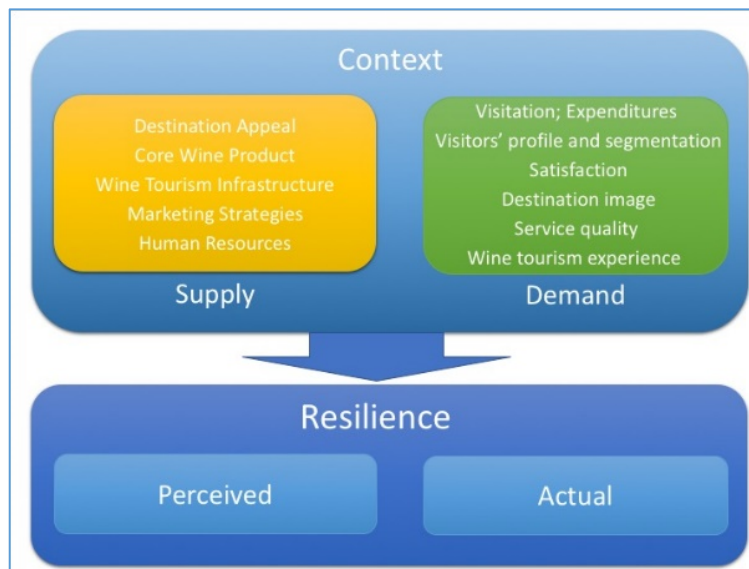 Context
Destination Appeal
Core Wine Product
Wine Tourism Infrastructure
Marketing Strategies
Human Resources
Supply
Visitation; Expenditures
Visitors’ profile and segmentation
Satisfaction
Destination image
Service quality
Wine tourism experience
Demand
Resilience
Perceived
Actual